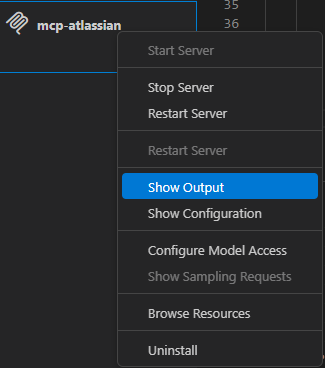 35
mcp-atlassian
36
Start Server
Stop Server
Restart Server
Restart Server
Show Output
Show Configuration
Configure Model Access
Show Sampling Requests
Browse Resources
Uninstall